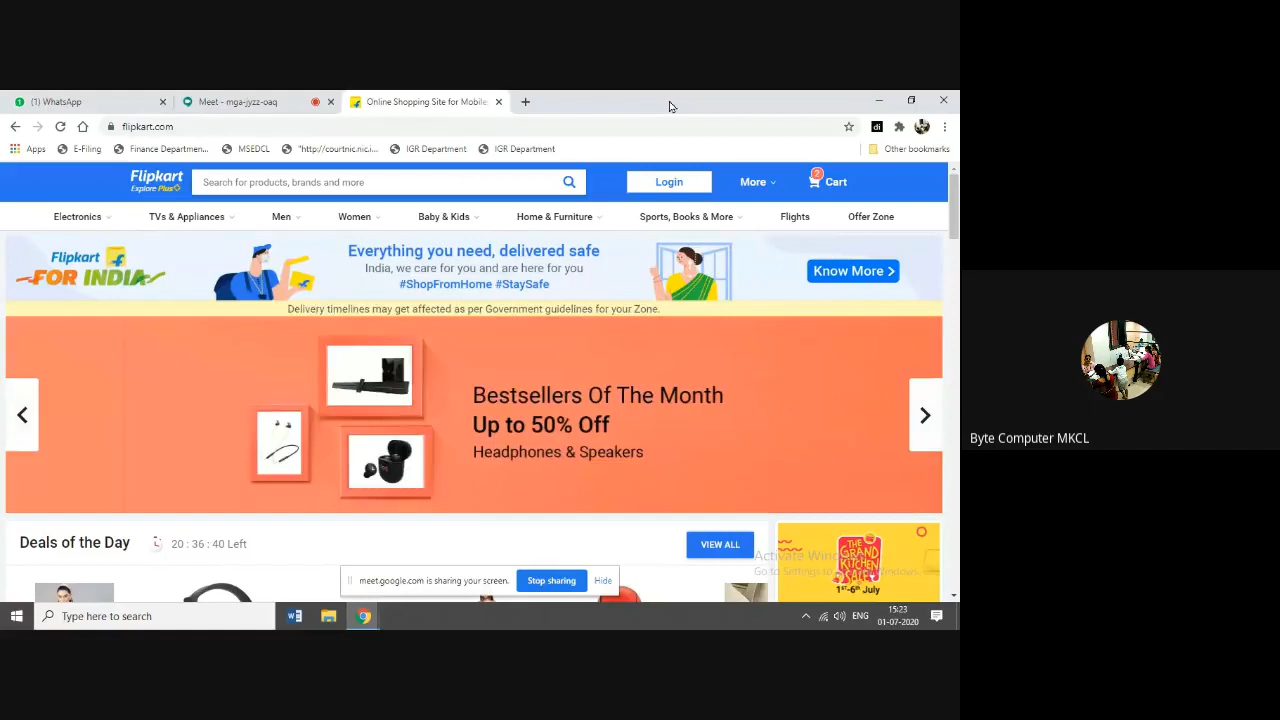 (1) WhatsApp
Meet - mga-jyzz-oaq
Online Shopping Site for Mobile
flipkart.com
Apps
E-Filing
Finance Departmen...
MSEDCL
"http://courtnic.nic.i...
IGR Department
IGR Department
Other bookmarks
Flipkart
Explore Plus
Search for products, brands and more
Login
More
2
Cart
Electronics
TVs & Appliances
Men
Women
Baby & Kids
Home & Furniture
Sports, Books & More
Flights
Offer Zone
Flipkart
FOR INDIA
Everything you need, delivered safe
India, we care for you and are here for you
#ShopFromHome #StaySafe
Know More >
Delivery timelines may get affected as per Government guidelines for your Zone.
Bestsellers Of The Month
Up to 50% Off
Headphones & Speakers
Byte Computer MKCL
Deals of the Day
20 : 36 : 40 Left
VIEW ALL
THE
GRAND
KITCHEN
SALE
1ST-6th July
Activate Win
Go to Settings to
meet.google.com is sharing your screen.
Stop sharing
Hide
Type here to search
ENG
15:23
01-07-2020